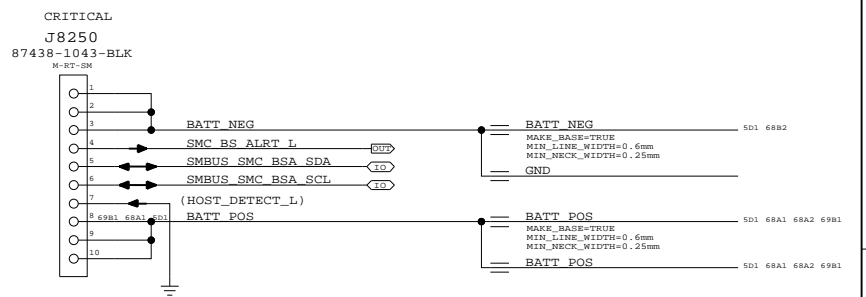 CRITICAL
J8250
87438-1043-BLK
M-RT-SM
1
2
3
BATT_NEG
4
SMC_BS_ALRT_L
OUT
5
SMBUS_SMC_BSA_SDA
IO
6
SMBUS_SMC_BSA_SCL
IO
7
(HOST_DETECT_L)
8
69B1 68A1 5D1
BATT_POS
9
10
BATT_NEG
5D1 68B2
MAKE_BASE=TRUE
MIN_LINE_WIDTH=0.6mm
MIN_NECK_WIDTH=0.25mm
GND
BATT_POS
5D1 68A1 68A2 69B1
MAKE_BASE=TRUE
MIN_LINE_WIDTH=0.6mm
MIN_NECK_WIDTH=0.25mm
BATT_POS
5D1 68A1 68A2 69B1